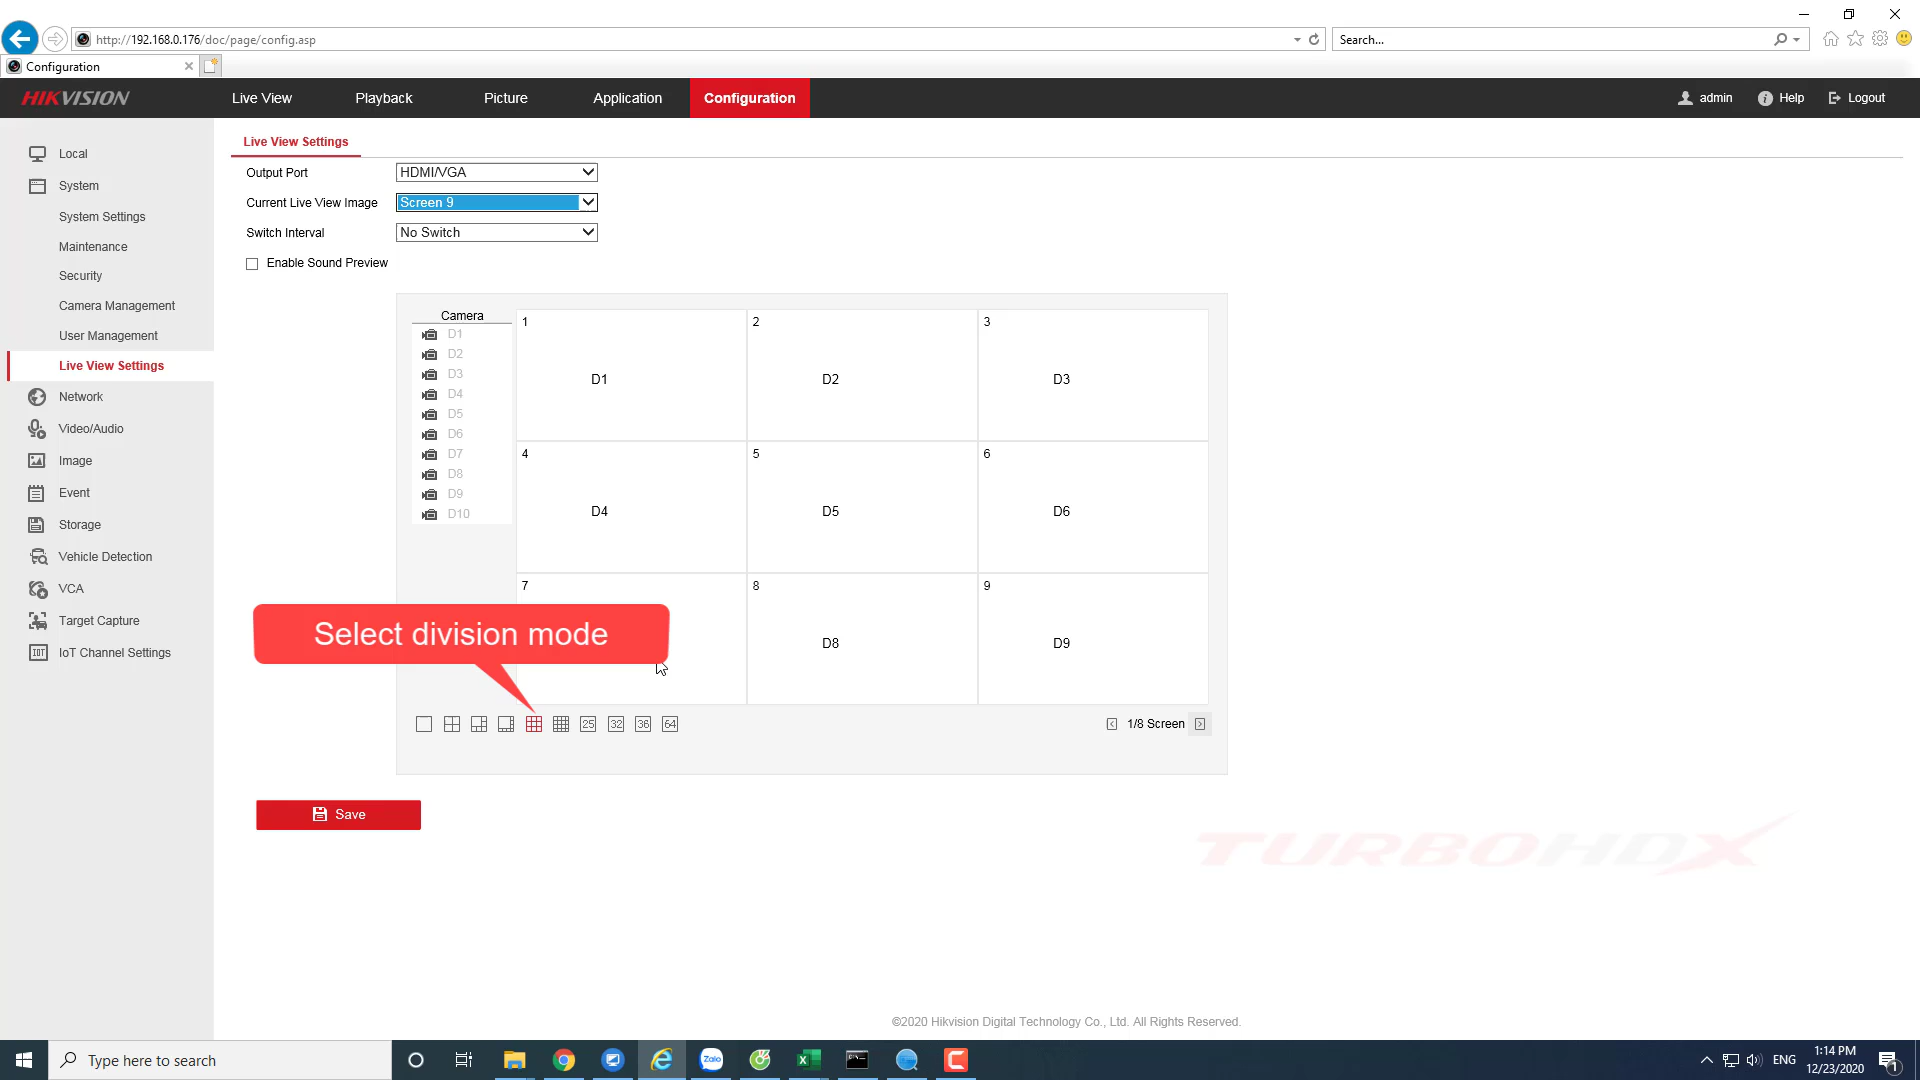 http://192.168.0.176/doc/page/config.asp
Search...
Configuration
HIKVISION
Live View
Playback
Picture
Application
Configuration
admin
Help
Logout
Local
System
System Settings
Maintenance
Security
Camera Management
User Management
Live View Settings
Network
Video/Audio
Image
Event
Storage
Vehicle Detection
VCA
Target Capture
IOT
IoT Channel Settings
Live View Settings
Output Port
HDMI/VGA
Current Live View Image
Screen 9
Switch Interval
No Switch
Enable Sound Preview
Camera
D1
D2
D3
D4
D5
D6
D7
D8
D9
D10
1
D1
2
D2
3
D3
4
D4
5
D5
6
D6
7
8
D8
9
D9
Select division mode
25
32
36
64
1/8 Screen
Save
TURBOHDX
©2020 Hikvision Digital Technology Co., Ltd. All Rights Reserved.
Type here to search
Zalo
ENG
1:14 PM
12/23/2020
1